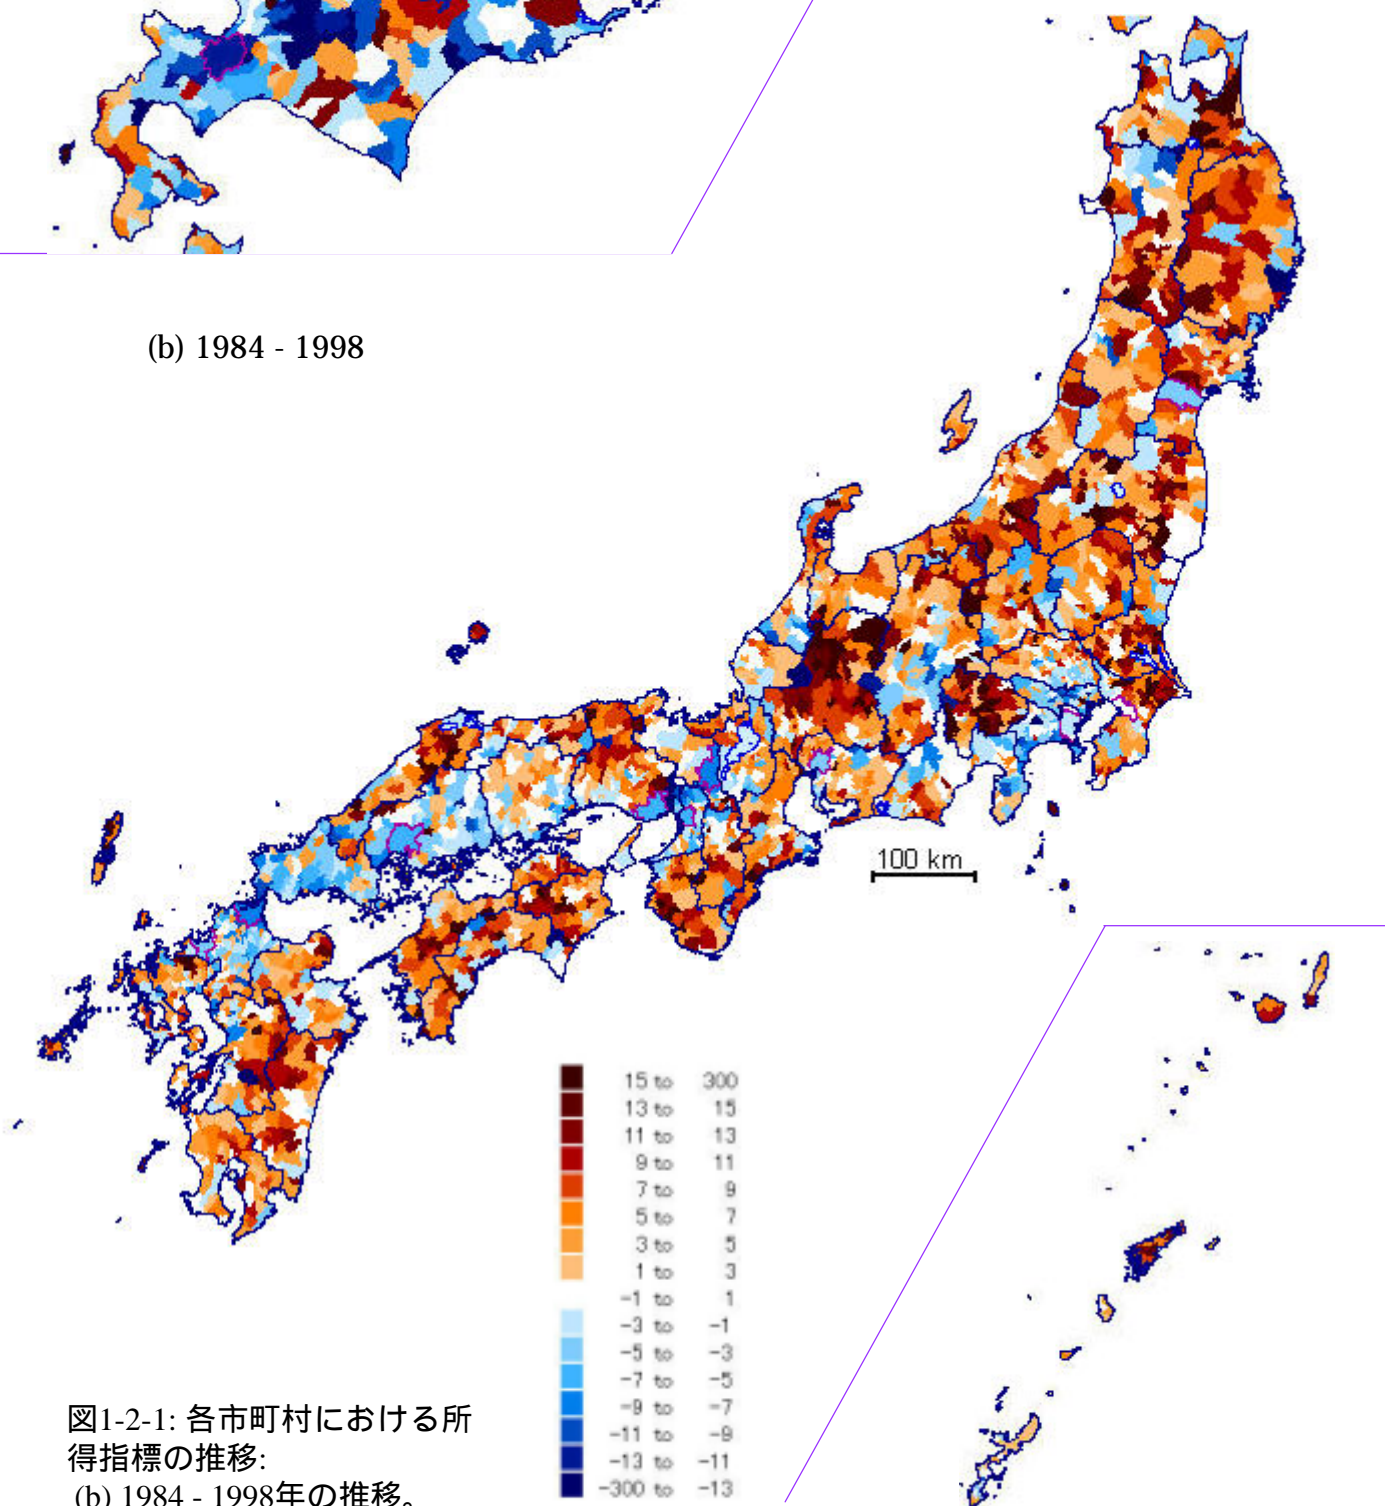 (b) 1984 - 1998
100 km
15 to 300
13 to 15
11 to 13
9 to 11
7 to 9
5 to 7
3 to 5
1 to 3
-1 to 1
-3 to -1
-5 to -3
-7 to -5
-9 to -7
-11 to -9
-13 to -11
-300 to -13
図1-2-1: 各市町村における所
得指標の推移:
(b) 1984 - 1998年の推移。